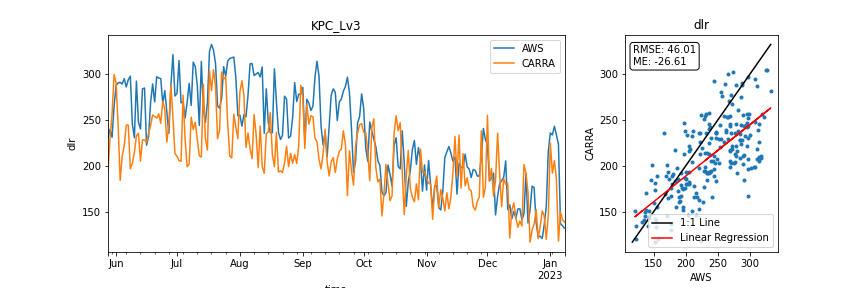 KPC_Lv3
dlr
AWS
CARRA
300
250
200
150
Jun
Jul
Aug
Sep
Oct
Nov
Dec
Jan
2023
time
dlr
RMSE: 46.01
ME: -26.61
CARRA
300
250
200
150
1:1 Line
Linear Regression
150
200
250
300
AWS
dlr